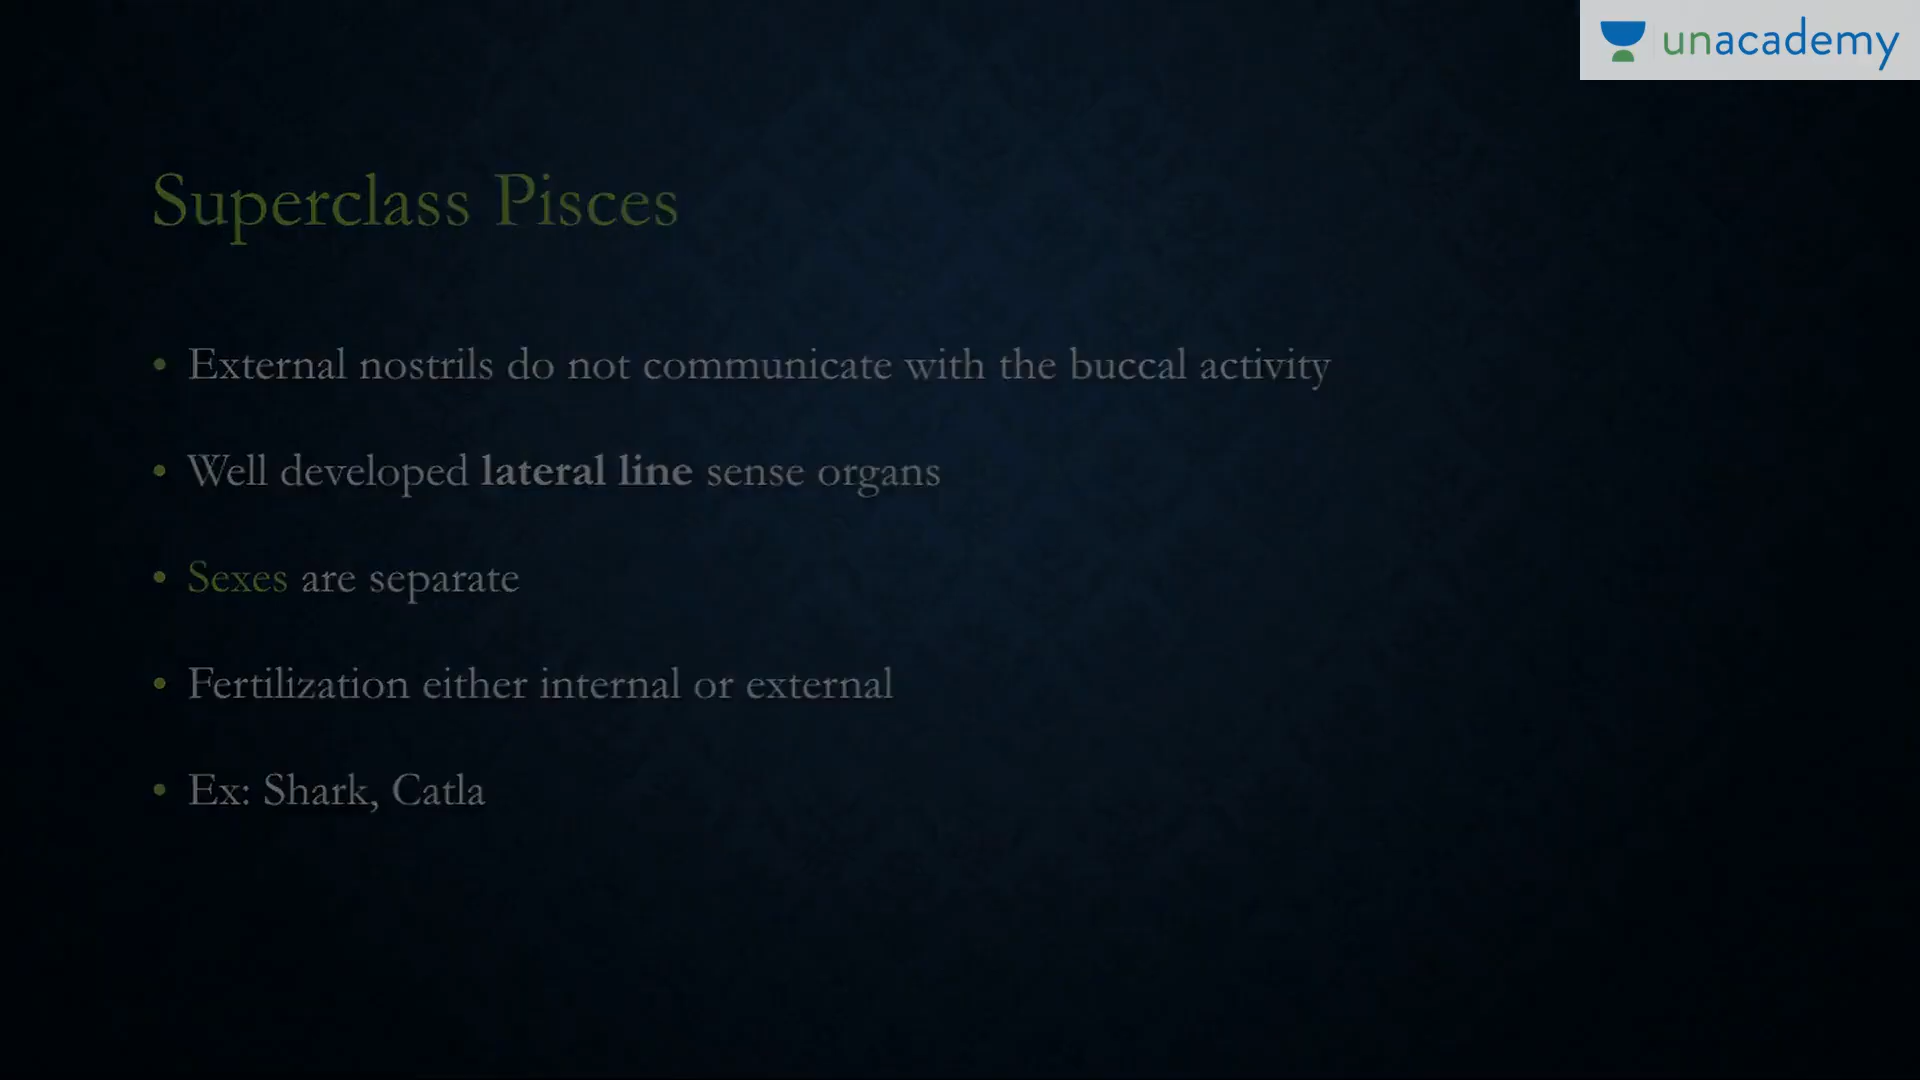 unacademy
Superclass Pisces
• External nostrils do not communicate with the buccal activity
• Well developed lateral line sense organs
• Sexes are separate
• Fertilization either internal or external
• Ex: Shark, Catla